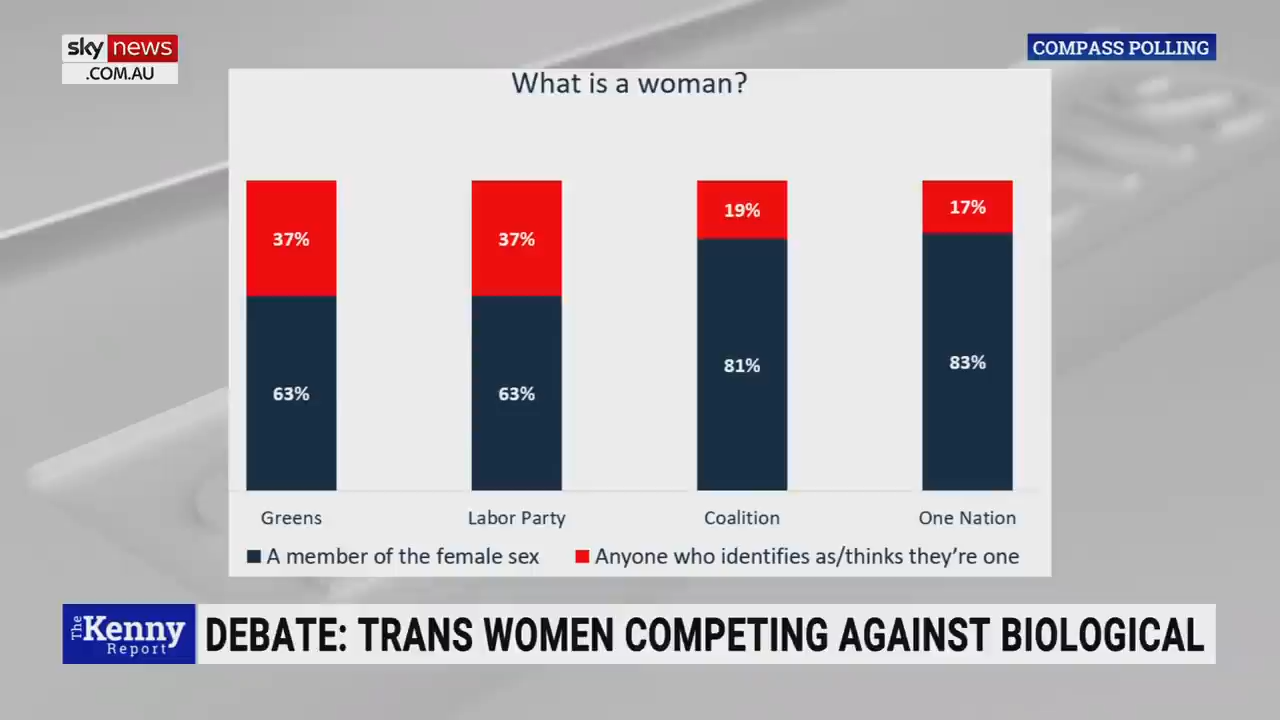 sky news
.COM.AU
COMPASS POLLING
What is a woman?
37%
37%
19%
17%
63%
63%
81%
83%
Greens
Labor Party
Coalition
One Nation
A member of the female sex
Anyone who identifies as/thinks they're one
The Kenny Report
DEBATE: TRANS WOMEN COMPETING AGAINST BIOLOGICAL